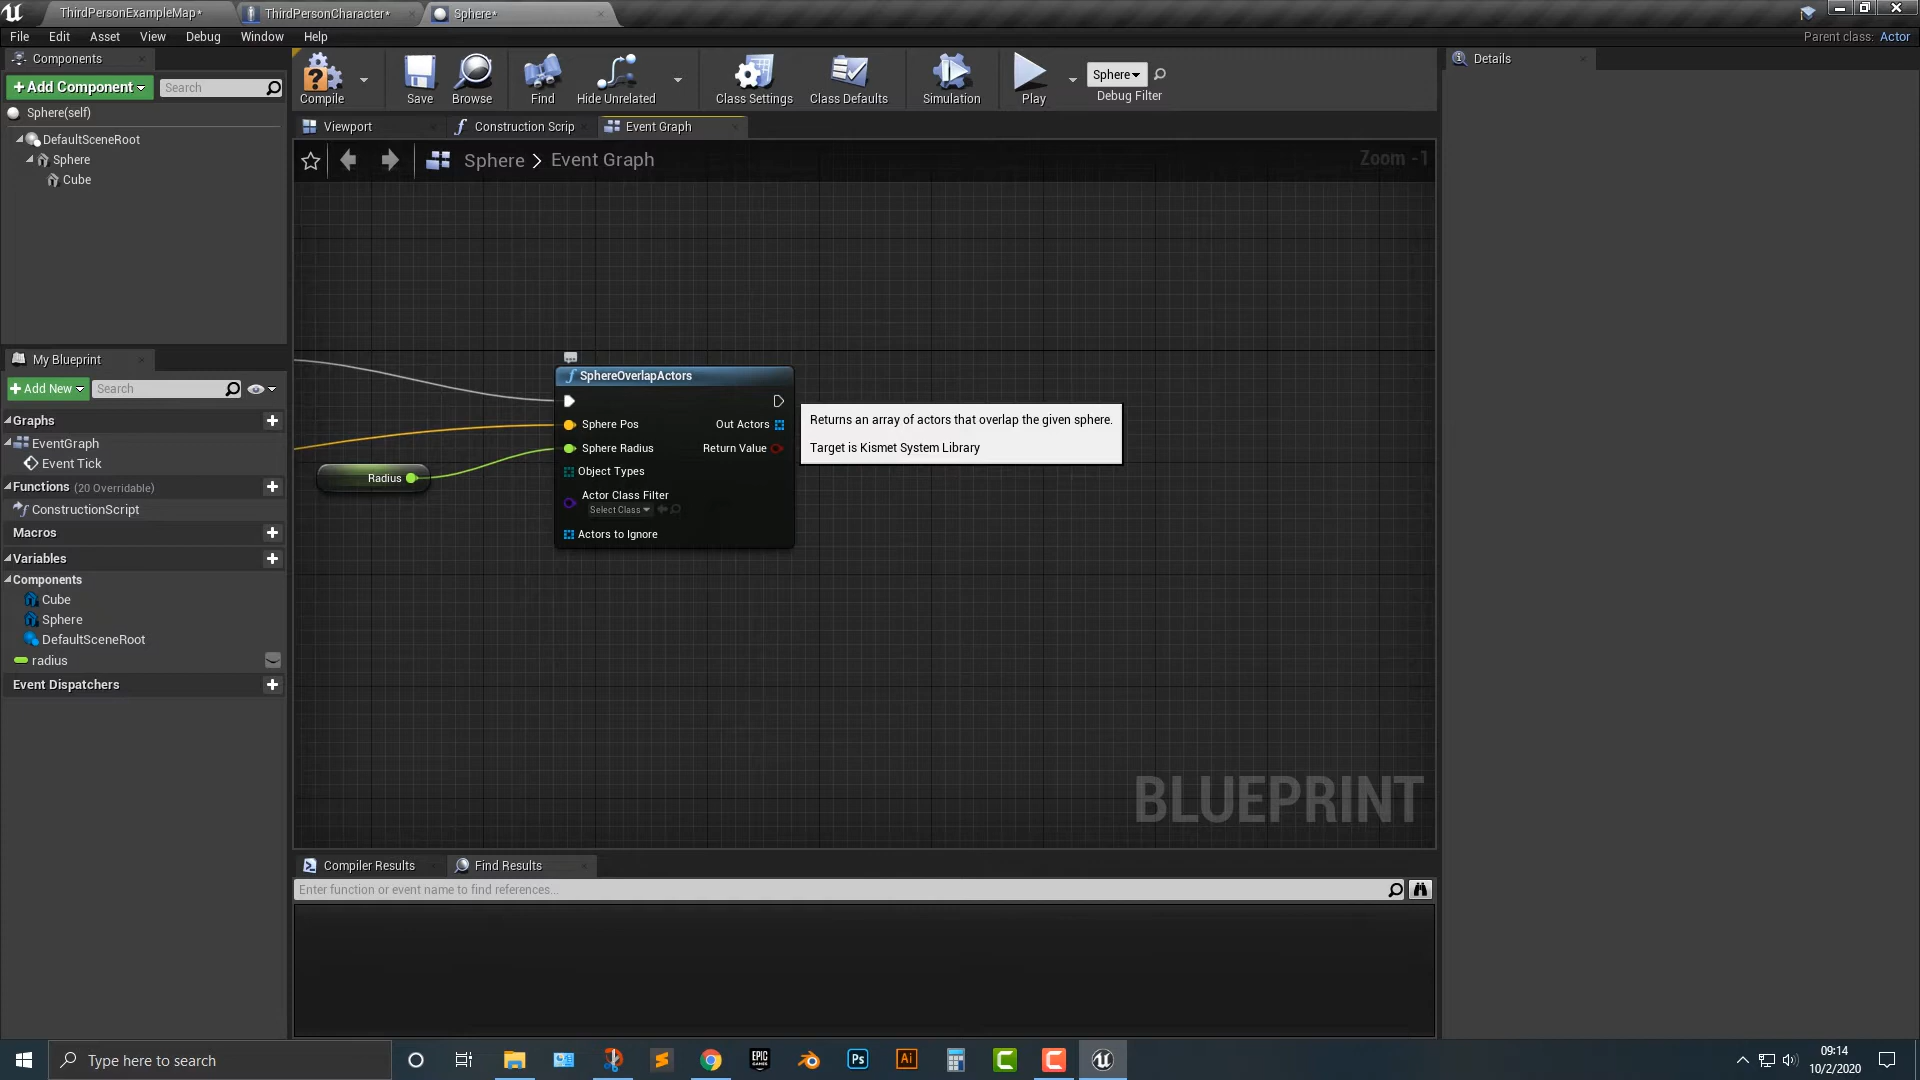 ThirdPersonExampleMap*
ThirdPersonCharacter*
Sphere*
File Edit Asset View Debug Window Help
Parent class: Actor
Components
+Add Component
Search
Sphere(self)
DefaultSceneRoot
Sphere
Cube
Compile
Save
Browse
Find
Hide Unrelated
Class Settings
Class Defaults
Simulation
Play
Sphere
Debug Filter
Details
Viewport
Construction Scrip
Event Graph
Sphere > Event Graph
Zoom -1
SphereOverlapActors
Sphere Pos
Out Actors
Sphere Radius
Return Value
Object Types
Actor Class Filter
Select Class
Actors to Ignore
Radius
Returns an array of actors that overlap the given sphere.
Target is Kismet System Library
BLUEPRINT
My Blueprint
+Add New
Search
Graphs
EventGraph
Event Tick
Functions (20 Overridable)
ConstructionScript
Macros
Variables
Components
Cube
Sphere
DefaultSceneRoot
radius
Event Dispatchers
Compiler Results
Find Results
Enter function or event name to find references...
Type here to search
EPIC
GAMES
Ps
Ai
09:14
10/2/2020